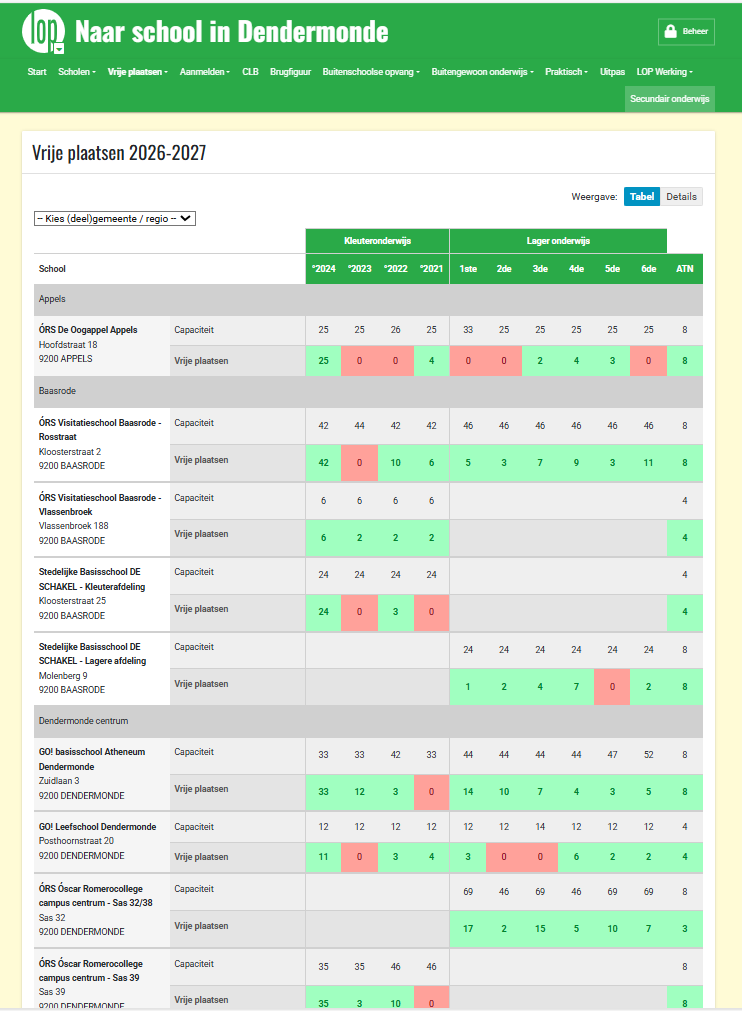 lop Naar school in Dendermonde
Beheer
Start Scholen Vrije plaatsen Aanmelden CLB Brugfiguur Buitenschoolse opvang Buitengewoon onderwijs Praktisch Uitpas LOP Werking
Secundair onderwijs
Vrije plaatsen 2026-2027
Weergave: Tabel Details
-- Kies (deel)gemeente / regio --
Kleuteronderwijs Lager onderwijs
School °2024 °2023 °2022 °2021 1ste 2de 3de 4de 5de 6de ATN
Appels
ÓRS De Oogappel Appels Capaciteit 25 25 26 25 33 25 25 25 25 25 8
Hoofdstraat 18
9200 APPELS Vrije plaatsen 25 0 0 4 0 0 2 4 3 0 8
Baasrode
ÓRS Visitatieschool Baasrode - Capaciteit 42 44 42 42 46 46 46 46 46 46 8
Rosstraat
Kloosterstraat 2
9200 BAASRODE Vrije plaatsen 42 0 10 6 5 3 7 9 3 11 8
ÓRS Visitatieschool Baasrode - Capaciteit 6 6 6 6 4
Vlassenbroek
Vlassenbroek 188
9200 BAASRODE Vrije plaatsen 6 2 2 2 4
Stedelijke Basisschool DE Capaciteit 24 24 24 24 4
SCHAKEL - Kleuterafdeling
Kloosterstraat 25
9200 BAASRODE Vrije plaatsen 24 0 3 0 4
Stedelijke Basisschool DE Capaciteit 24 24 24 24 24 24 8
SCHAKEL - Lagere afdeling
Molenberg 9
9200 BAASRODE Vrije plaatsen 1 2 4 7 0 2 8
Dendermonde centrum
GO! basisschool Atheneum Capaciteit 33 33 42 33 44 44 44 44 47 52 8
Dendermonde
Zuidlaan 3
9200 DENDERMONDE Vrije plaatsen 33 12 3 0 14 10 7 4 3 5 8
GO! Leefschool Dendermonde Capaciteit 12 12 12 12 12 12 14 12 12 12 4
Posthoornstraat 20
9200 DENDERMONDE Vrije plaatsen 11 0 3 4 3 0 0 6 2 2 4
ÓRS Óscar Romerocollege Capaciteit 69 46 69 46 69 69 8
campus centrum - Sas 32/38
Sas 32
9200 DENDERMONDE Vrije plaatsen 17 2 15 5 10 7 3
ÓRS Óscar Romerocollege Capaciteit 35 35 46 46 8
campus centrum - Sas 39
Sas 39
9200 DENDERMONDE Vrije plaatsen 35 3 10 0 8